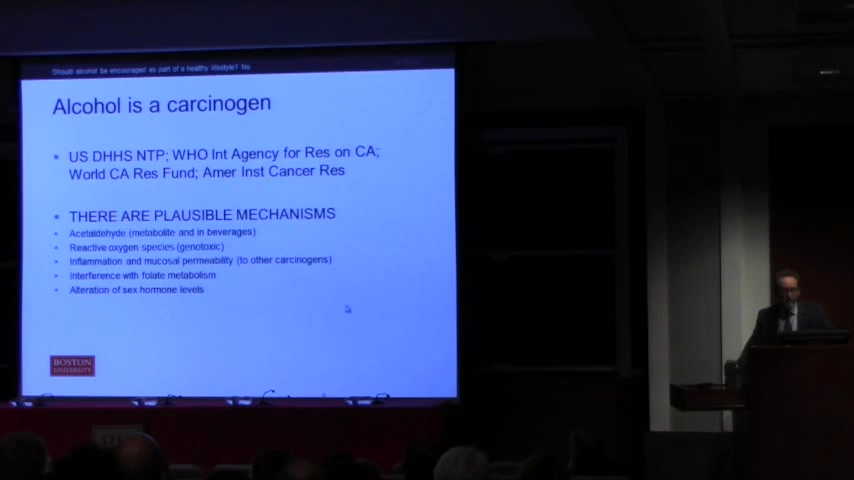 Should alcohol be encouraged as part of a healthy lifestyle? No
Alcohol is a carcinogen
US DHHS NTP; WHO Int Agency for Res on CA;
World CA Res Fund; Amer Inst Cancer Res
THERE ARE PLAUSIBLE MECHANISMS
Acetaldehyde (metabolite and in beverages)
Reactive oxygen species (genotoxic)
Inflammation and mucosal permeability (to other carcinogens)
Interference with folate metabolism
Alteration of sex hormone levels
BOSTON
UNIVERSITY